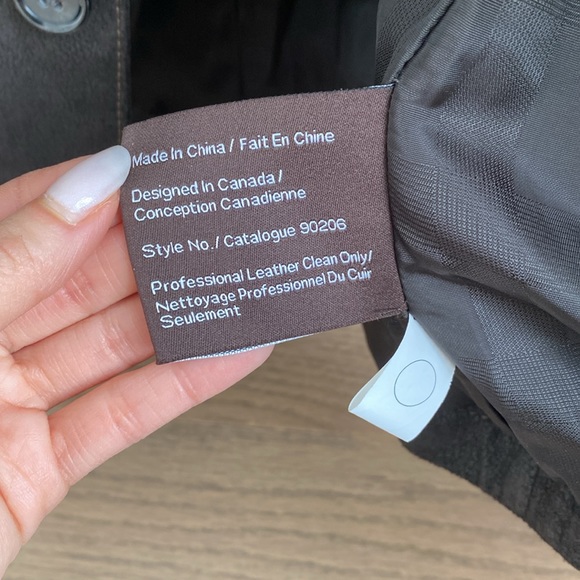 Made In China / Fait En Chine
Designed In Canada /
Conception Canadienne
Style No./ Catalogue 90206
Professional Leather Clean Only/
Nettoyage Professionnel Du Cuir
Seulement